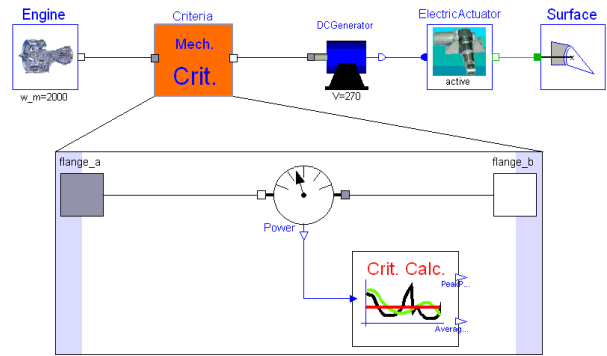 Engine
Criteria
DCGenerator
ElectricActuator
Surface
Mech.
Crit.
w_m=2000
V=270
active
flange_a
flange_b
Power
Crit. Calc.
PeakP...
Averag...